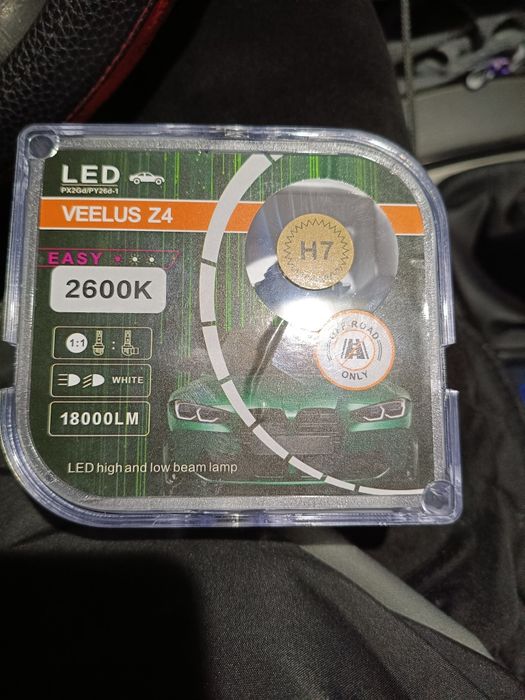 LED
PX2Gd/PY26d-1
VEELUS Z4
EASY
2600K
H7
1:1
:
OFF ROAD
ONLY
WHITE
18000LM
LED high and low beam lamp